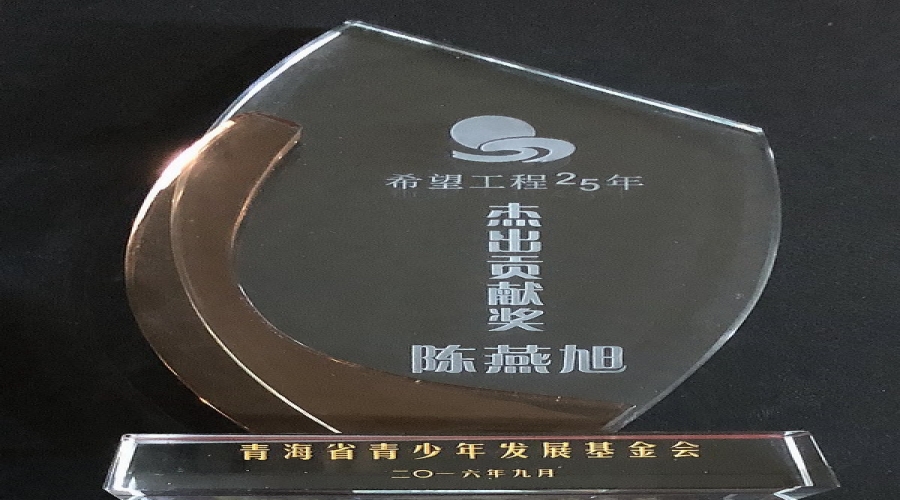 希望工程25年
杰出贡献奖
陈燕旭
青海省青少年发展基金会
二〇一六年九月